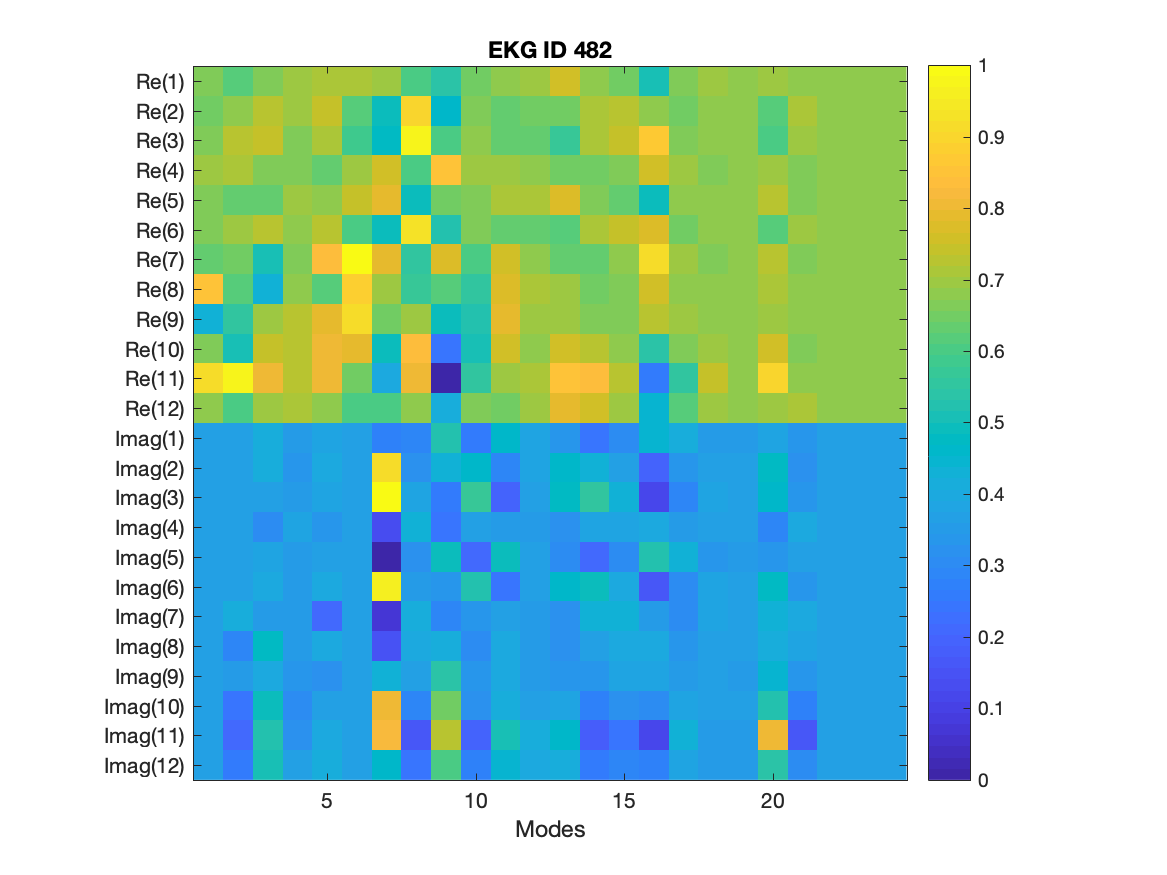 EKG ID 482
Re(1)
Re(2)
Re(3)
Re(4)
Re(5)
Re(6)
Re(7)
Re(8)
Re(9)
Re(10)
Re(11)
Re(12)
Imag(1)
Imag(2)
Imag(3)
Imag(4)
Imag(5)
Imag(6)
Imag(7)
Imag(8)
Imag(9)
Imag(10)
Imag(11)
Imag(12)
5 10 15 20
Modes
1
0.9
0.8
0.7
0.6
0.5
0.4
0.3
0.2
0.1
0